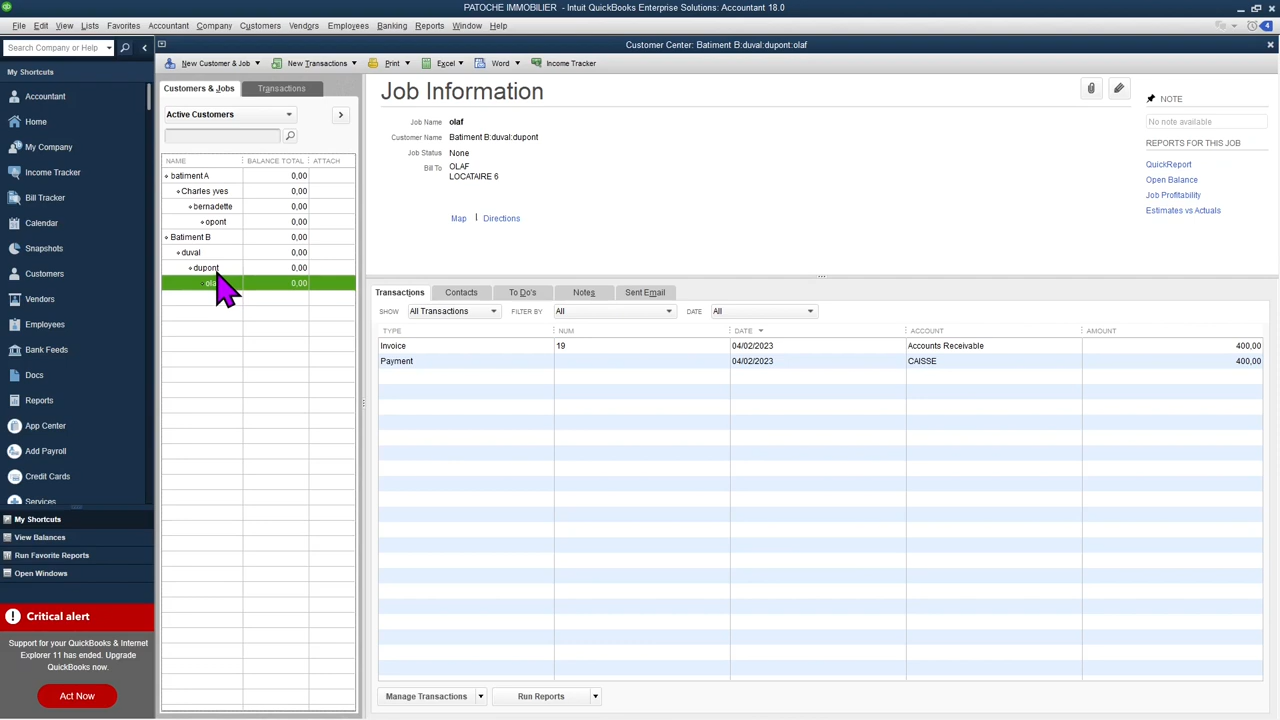 PATOCHE IMMOBILIER - Intuit QuickBooks Enterprise Solutions: Accountant 18.0
File Edit View Lists Favorites Accountant Company Customers Vendors Employees Banking Reports Window Help
4
Search Company or Help
Customer Center: Batiment B:duval:dupont:olaf
My Shortcuts
Accountant
Home
My Company
Income Tracker
Bill Tracker
Calendar
Snapshots
Customers
Vendors
Employees
Bank Feeds
Docs
Reports
App Center
Add Payroll
Credit Cards
Services
My Shortcuts
View Balances
Run Favorite Reports
Open Windows
Critical alert
Support for your QuickBooks & Internet
Explorer 11 has ended. Upgrade
QuickBooks now.
Act Now
New Customer & Job New Transactions Print Excel Word Income Tracker
Customers & Jobs Transactions
Active Customers
NAME BALANCE TOTAL ATTACH
batiment A 0,00
Charles yves 0,00
bernadette 0,00
opont 0,00
Batiment B 0,00
duval 0,00
dupont 0,00
0,00
Job Information
Job Name olaf
Customer Name Batiment B:duval:dupont
Job Status None
Bill To OLAF
LOCATAIRE 6
Map Directions
NOTE
No note available
REPORTS FOR THIS JOB
QuickReport
Open Balance
Job Profitability
Estimates vs Actuals
Transactions Contacts To Do's Notes Sent Email
SHOW All Transactions FILTER BY All DATE All
TYPE NUM DATE ACCOUNT AMOUNT
Invoice 19 04/02/2023 Accounts Receivable 400,00
Payment 04/02/2023 CAISSE 400,00
Manage Transactions Run Reports